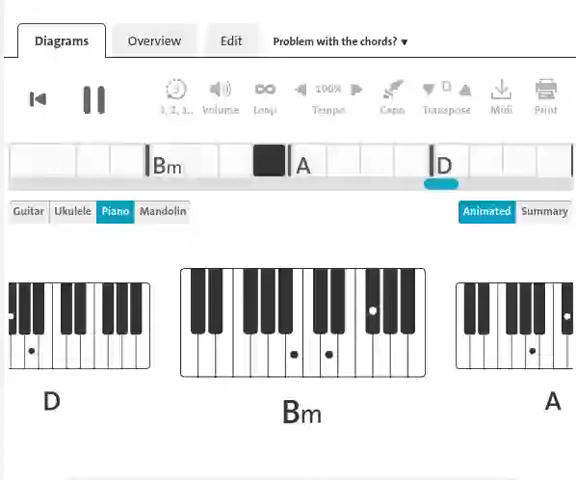 Diagrams Overview Edit Problem with the chords? ▾
1, 2, 1.. Volume Loop 100% Tempo Capo Transpose Midi Print
Bm A D
Guitar Ukulele Piano Mandolin Animated Summary
D Bm A